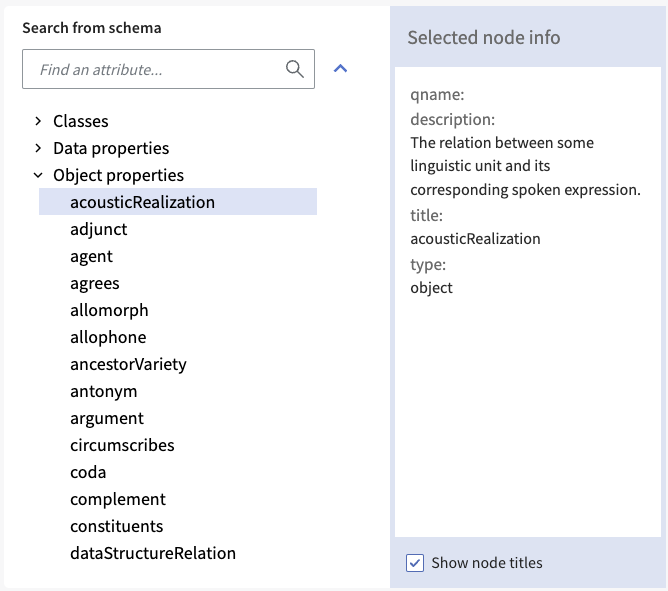 Search from schema
Find an attribute...
Classes
Data properties
Object properties
acousticRealization
adjunct
agent
agrees
allomorph
allophone
ancestorVariety
antonym
argument
circumscribes
coda
complement
constituents
dataStructureRelation
Selected node info
qname:
description:
The relation between some
linguistic unit and its
corresponding spoken expression.
title:
acousticRealization
type:
object
Show node titles